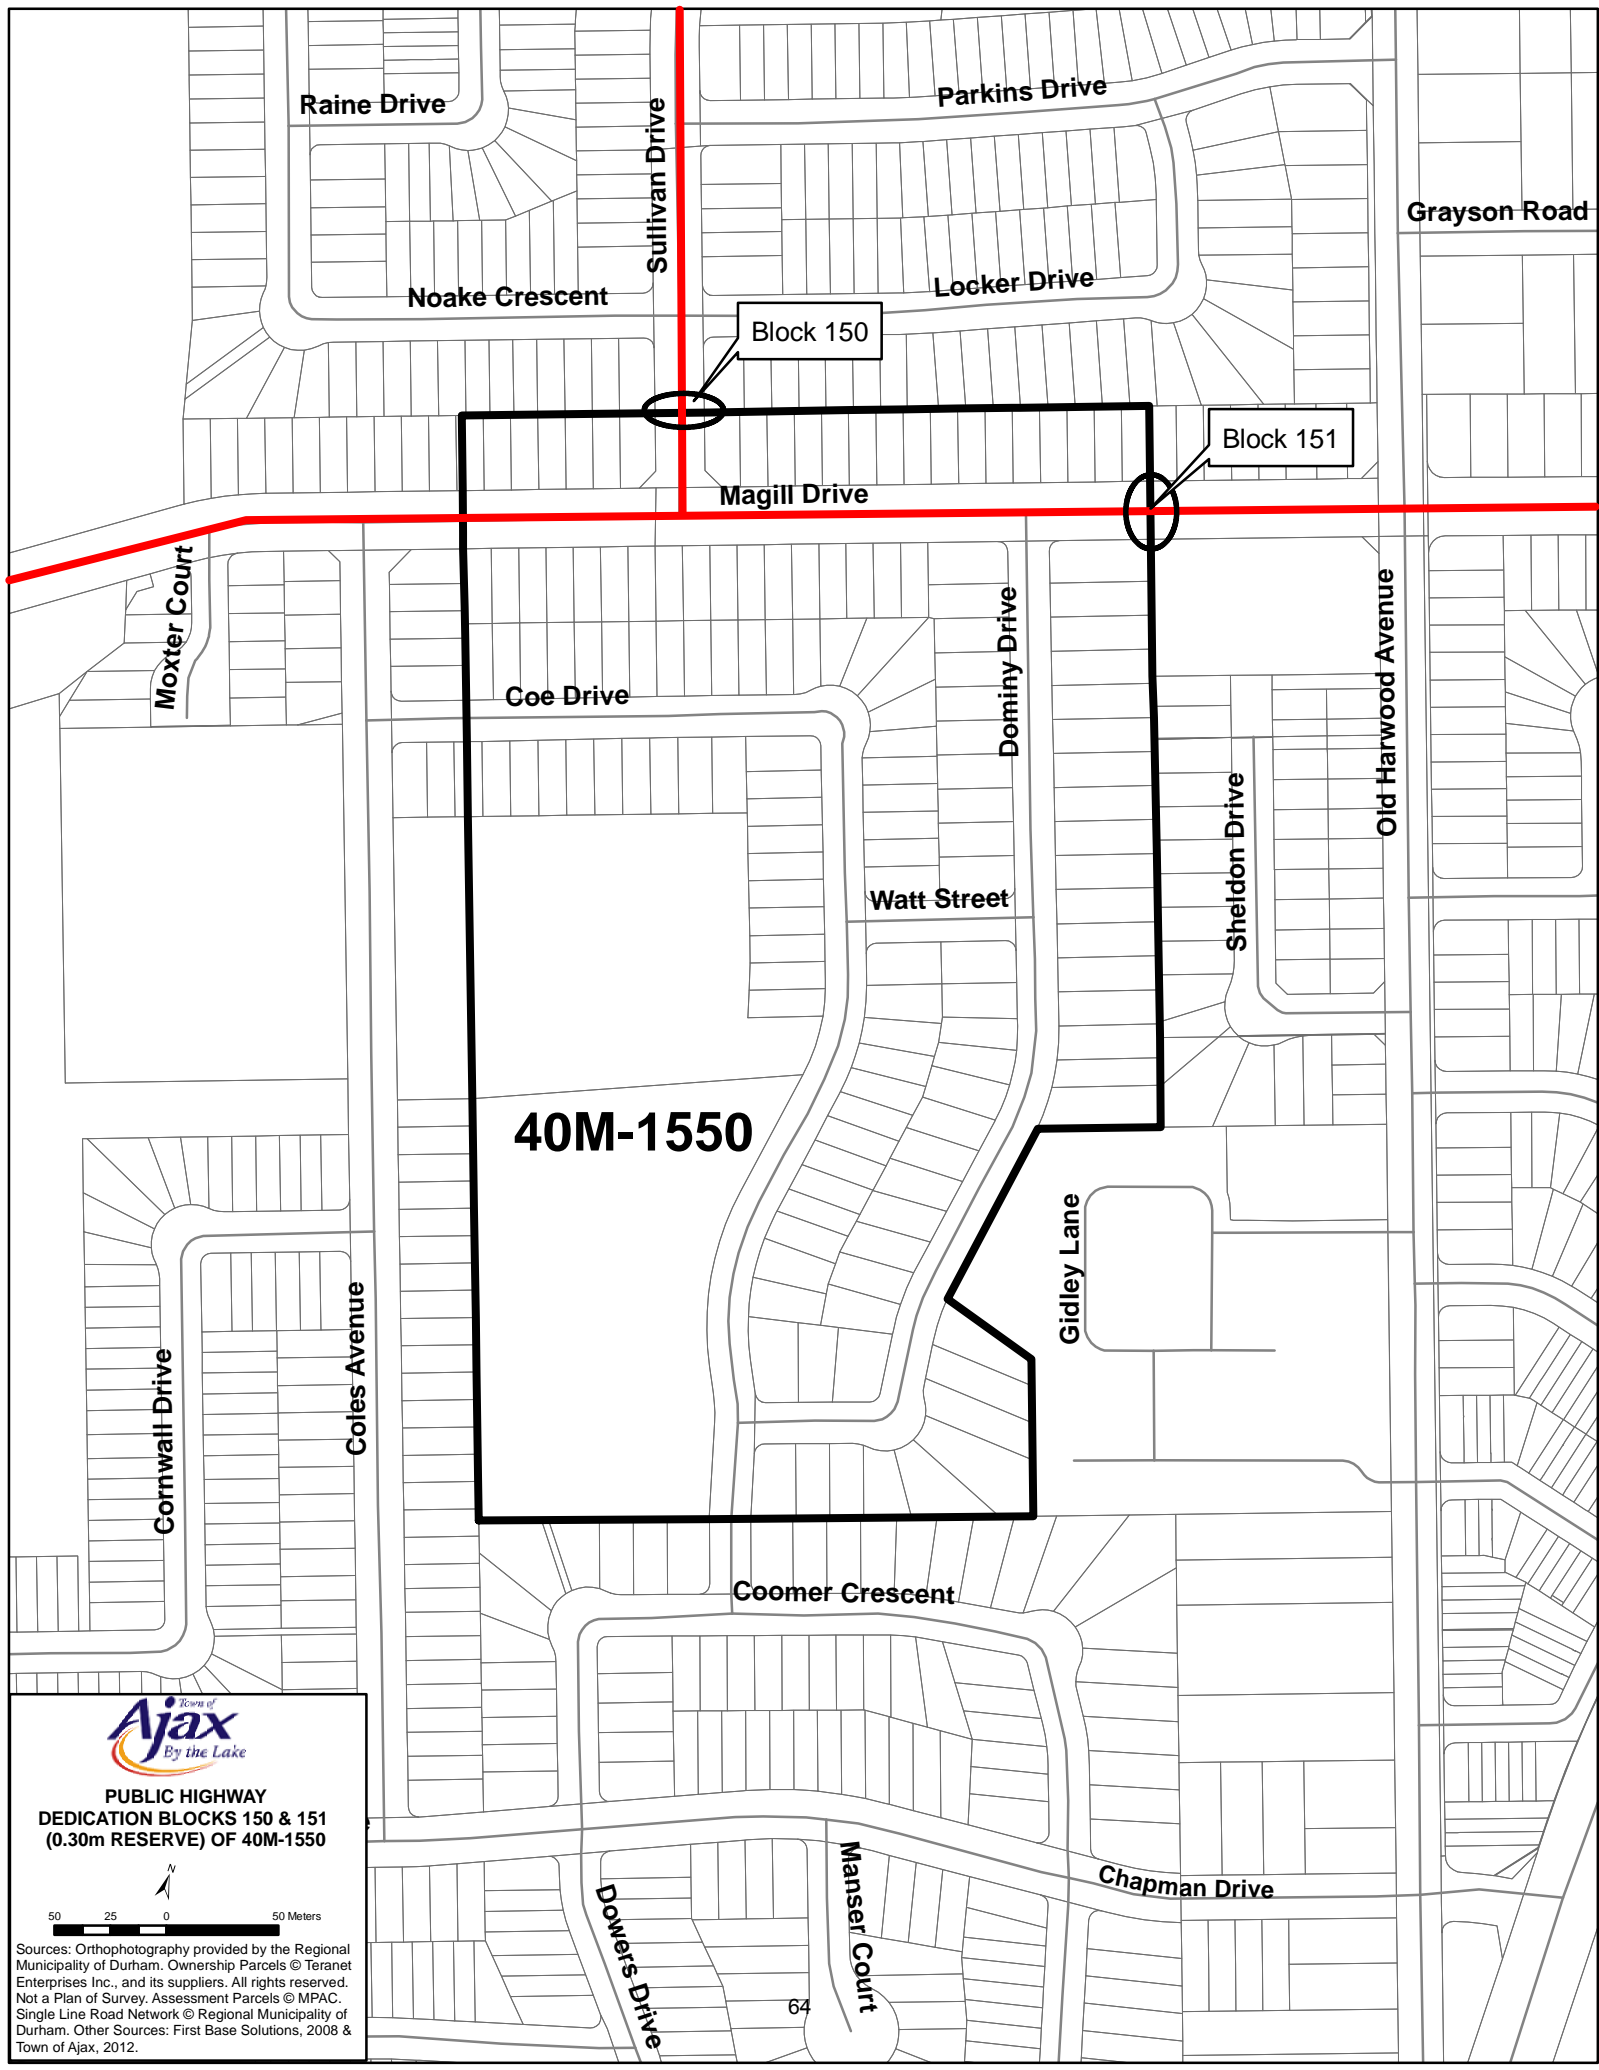 Raine Drive
Sullivan Drive
Parkins Drive
Grayson Road
Noake Crescent
Locker Drive
Block 150
Block 151
Magill Drive
Moxter Court
Coe Drive
Dominy Drive
Old Harwood Avenue
Sheldon Drive
Watt Street
40M-1550
Gidley Lane
Coles Avenue
Cornwall Drive
Coomer Crescent
Chapman Drive
Manser Court
Dowers Drive
64
Town of
Ajax
By the Lake
PUBLIC HIGHWAY
DEDICATION BLOCKS 150 & 151
(0.30m RESERVE) OF 40M-1550
N
50 25 0 50 Meters
Sources: Orthophotography provided by the Regional
Municipality of Durham. Ownership Parcels © Teranet
Enterprises Inc., and its suppliers. All rights reserved.
Not a Plan of Survey. Assessment Parcels © MPAC.
Single Line Road Network © Regional Municipality of
Durham. Other Sources: First Base Solutions, 2008 &
Town of Ajax, 2012.